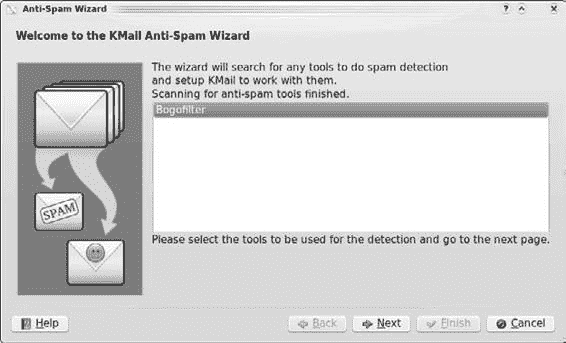 Anti-Spam Wizard
Welcome to the KMail Anti-Spam Wizard
The wizard will search for any tools to do spam detection
and setup KMail to work with them.
Scanning for anti-spam tools finished.
Bogofilter
SPAM
Please select the tools to be used for the detection and go to the next page.
Help
Back
Next
Finish
Cancel